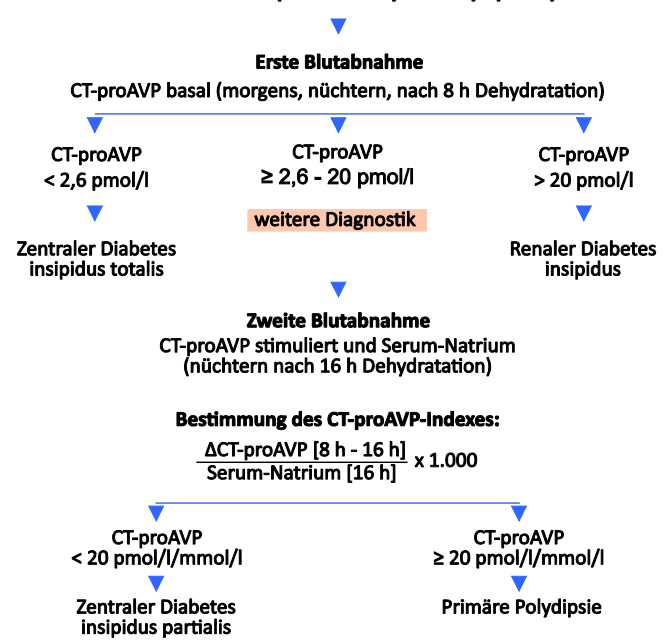 Erste Blutabnahme
CT-proAVP basal (morgens, nüchtern, nach 8 h Dehydratation)
CT-proAVP
< 2,6 pmol/l
CT-proAVP
≥ 2,6 - 20 pmol/l
CT-proAVP
> 20 pmol/l
weitere Diagnostik
Zentraler Diabetes
insipidus totalis
Renaler Diabetes
insipidus
Zweite Blutabnahme
CT-proAVP stimuliert und Serum-Natrium
(nüchtern nach 16 h Dehydratation)
Bestimmung des CT-proAVP-Indexes:
ΔCT-proAVP [8 h - 16 h]
Serum-Natrium [16 h]
x 1.000
CT-proAVP
< 20 pmol/l/mmol/l
CT-proAVP
≥ 20 pmol/l/mmol/l
Zentraler Diabetes
insipidus partialis
Primäre Polydipsie